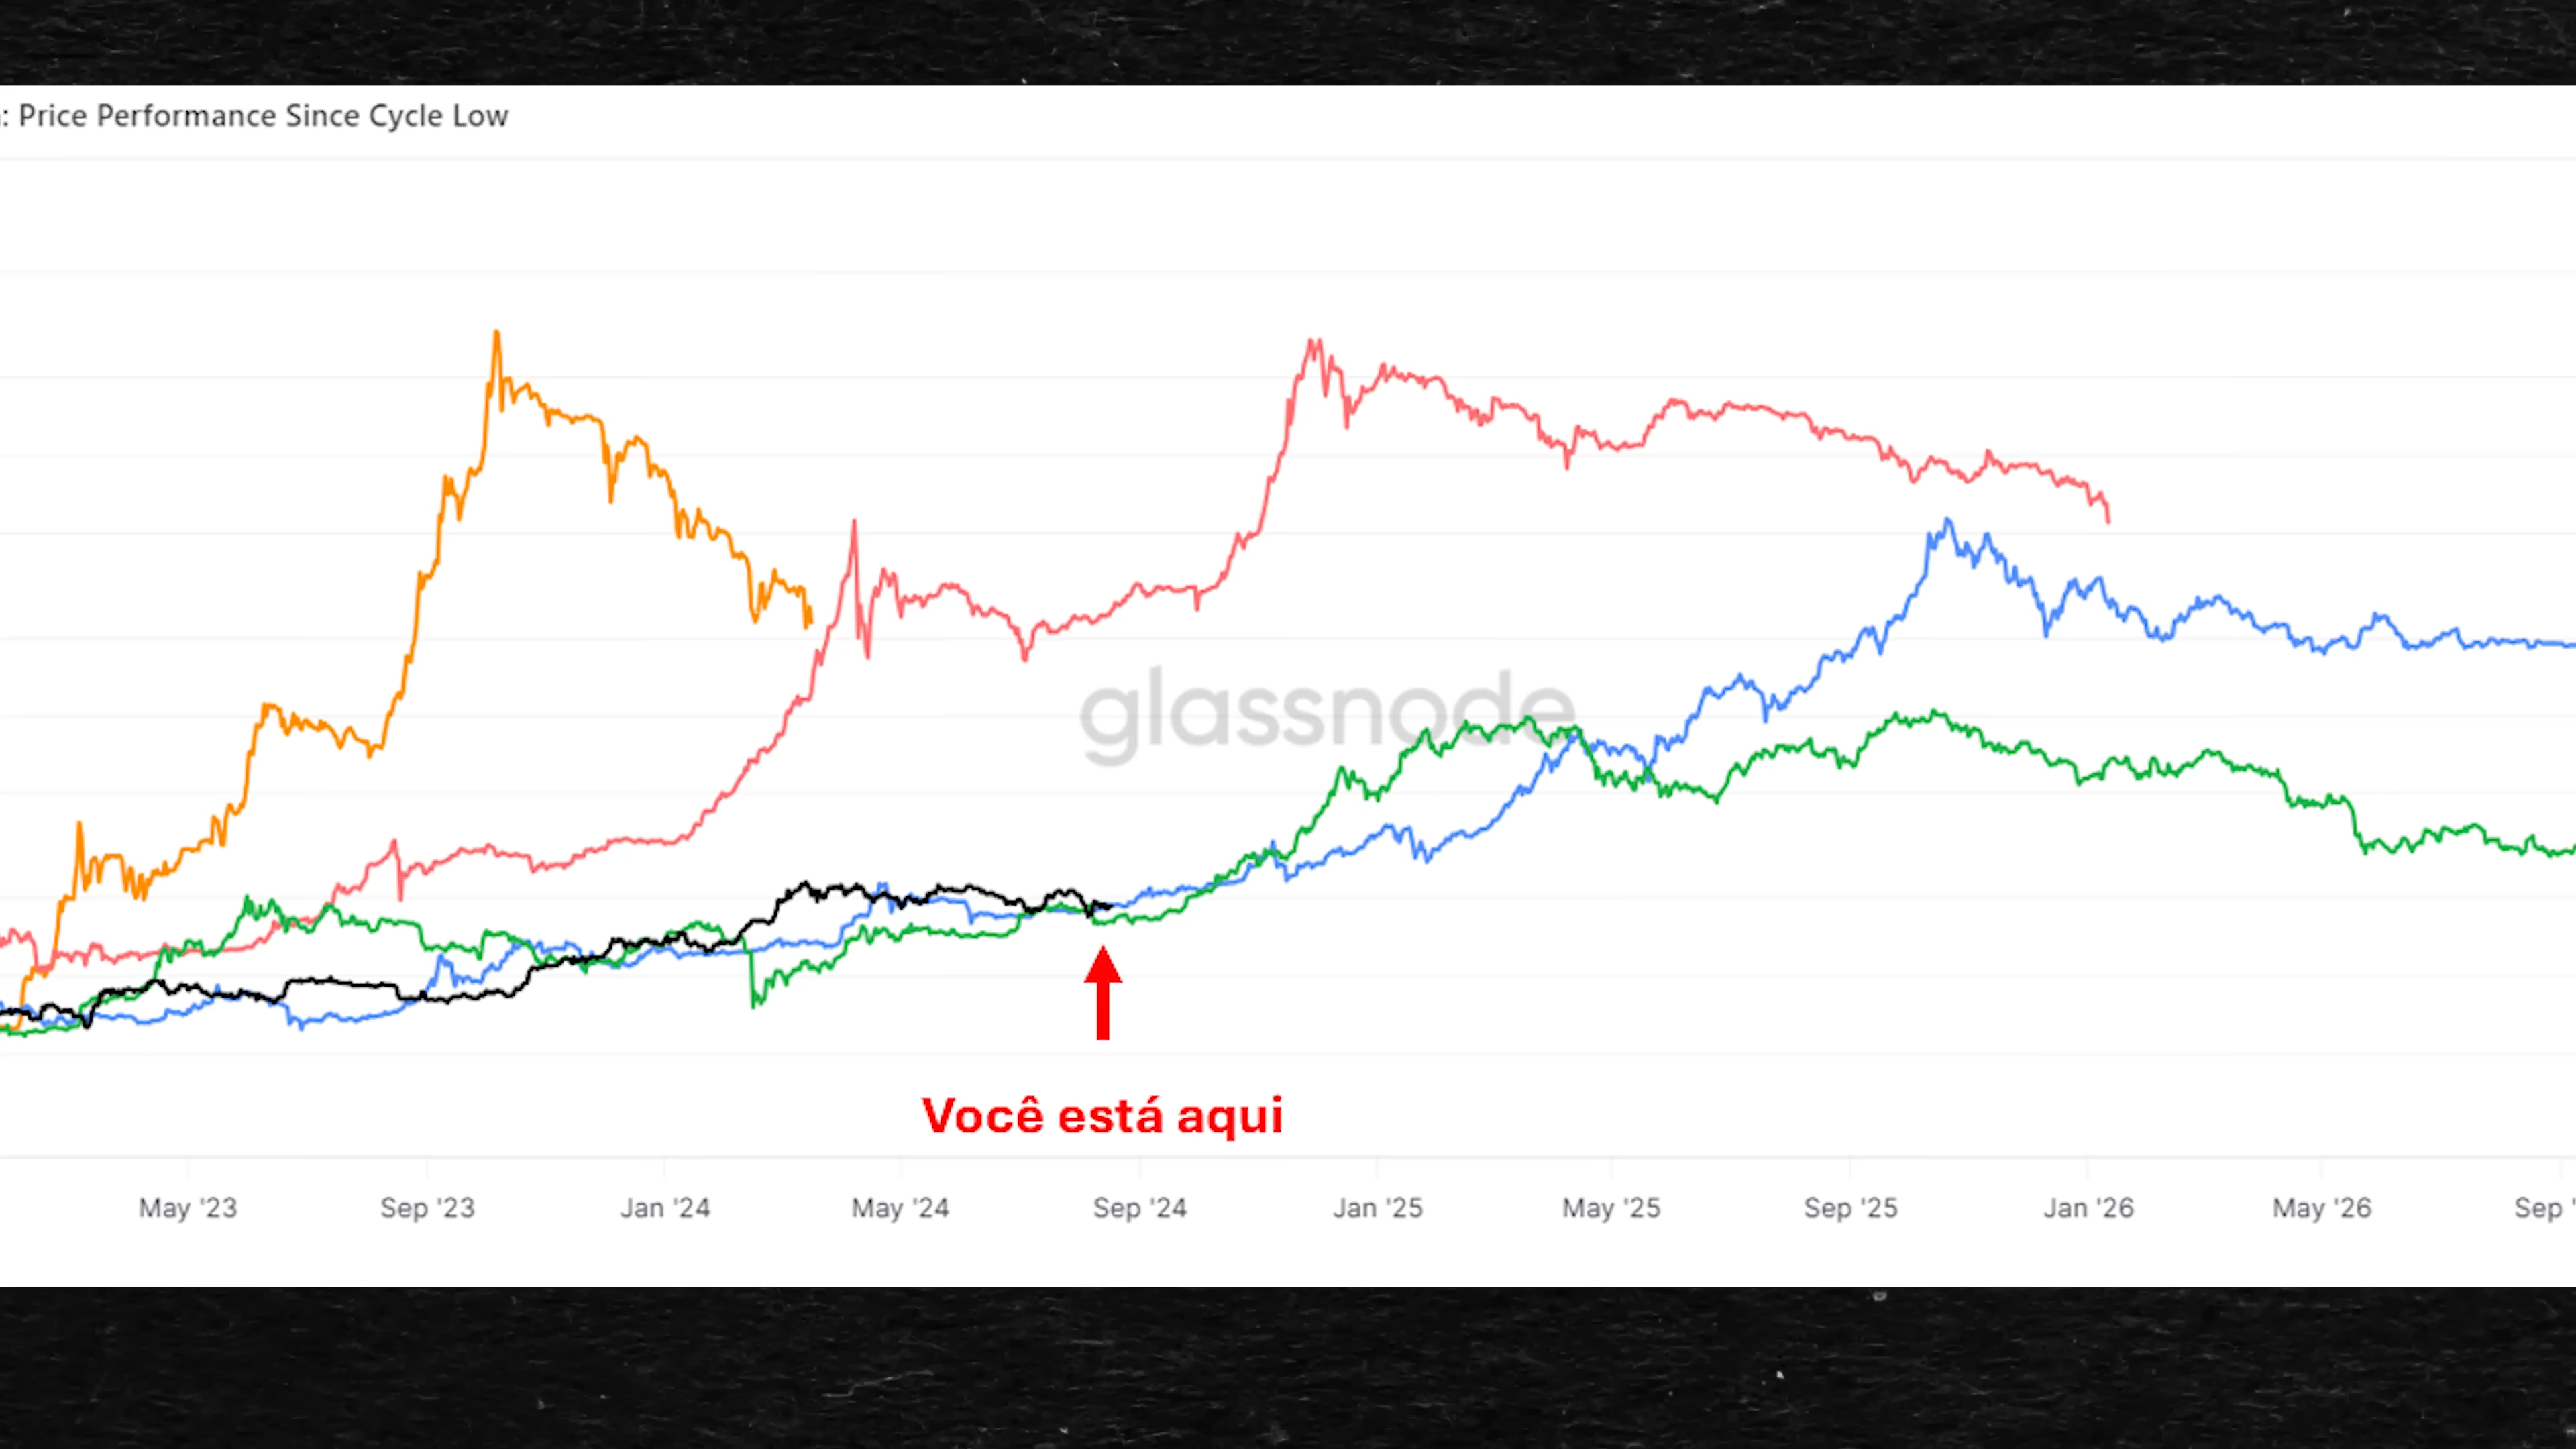 : Price Performance Since Cycle Low
glassnode
Você está aqui
May '23 Sep '23 Jan '24 May '24 Sep '24 Jan '25 May '25 Sep '25 Jan '26 May '26 Sep '